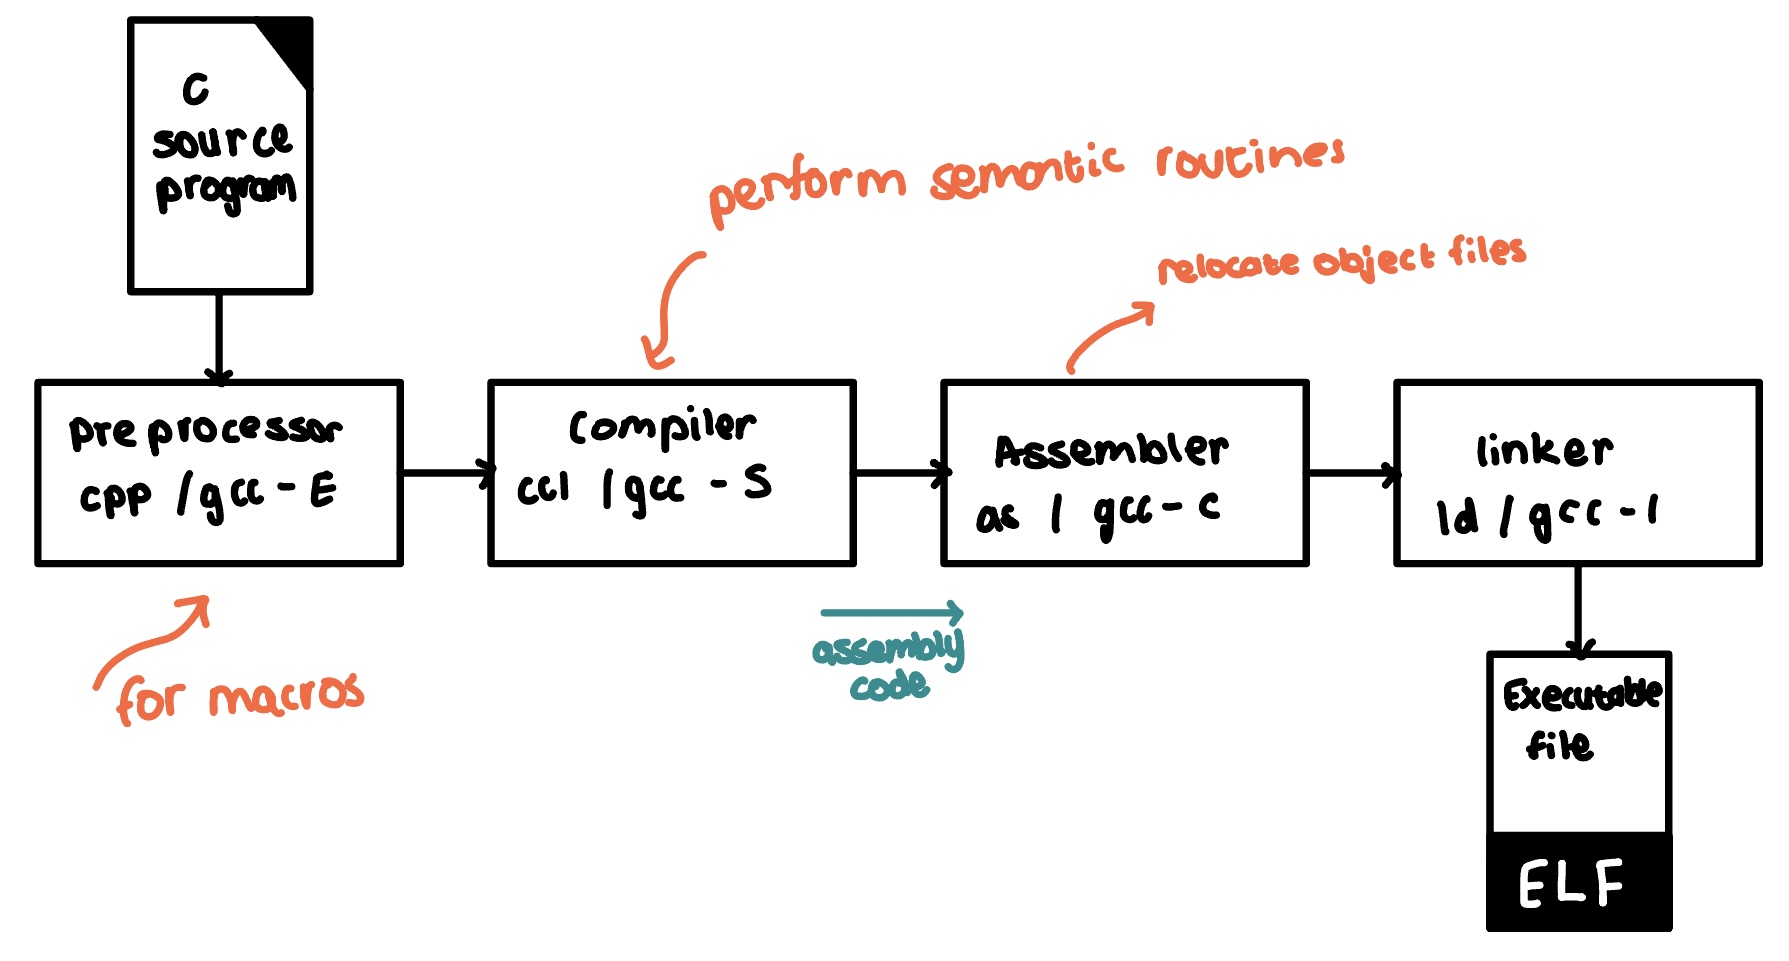 C
source
program
perform semantic routines
relocate object files
preprocessor
cpp / gcc - E
Compiler
cc1 / gcc - S
Assembler
as / gcc - c
linker
ld / gcc - l
for macros
assembly
code
Executable
file
ELF